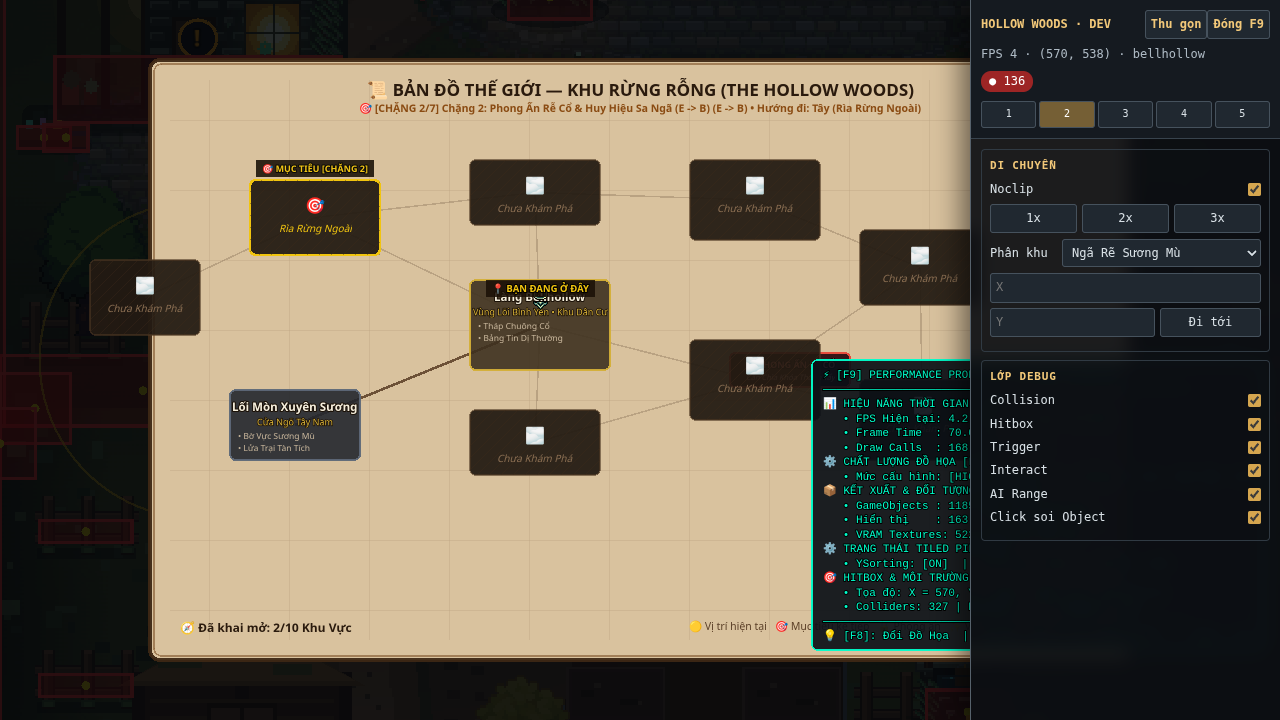 📜 BẢN ĐỒ THẾ GIỚI — KHU RỪNG RỖNG (THE HOLLOW WOODS)
🎯 [CHẶNG 2/7] Chặng 2: Phong Ấn Rễ Cổ & Huy Hiệu Sa Ngã (E -> B) (E -> B) • Hướng đi: Tây (Rìa Rừng Ngoài)
🎯 MỤC TIÊU [CHẶNG 2]
Rìa Rừng Ngoài
Chưa Khám Phá
Chưa Khám Phá
Chưa Khám Phá
Chưa Khám Phá
📍 BẠN ĐANG Ở ĐÂY
Làng Bellhollow
Vùng Lõi Bình Yên • Khu Dân Cư
• Tháp Chuông Cổ
• Bảng Tin Dị Thường
Chưa Khám Phá
Lối Mòn Xuyên Sương
Cửa Ngõ Tây Nam
• Bờ Vực Sương Mù
• Lửa Trại Tàn Tích
Chưa Khám Phá
🧭 Đã khai mở: 2/10 Khu Vực
🟡 Vị trí hiện tại 🎯 Mục
⚡ [F9] PERFORMANCE PRO
📊 HIỆU NĂNG THỜI GIAN
• FPS Hiện tại: 4.2
• Frame Time : 70.
• Draw Calls : 168
⚙️ CHẤT LƯỢNG ĐỒ HỌA [
• Mức cấu hình: [HI
📦 KẾT XUẤT & ĐỐI TƯỢN
• GameObjects : 118
• Hiển thị : 163
• VRAM Textures: 52
⚙️ TRẠNG THÁI TILED PI
• YSorting: [ON] |
🎯 HITBOX & MÔI TRƯỜNG
• Toạ độ: X = 570,
• Colliders: 327 |
💡 [F8]: Đổi Đồ Họa |
HOLLOW WOODS · DEV
Thu gọn
Đóng F9
FPS 4 · (570, 538) · bellhollow
● 136
1 2 3 4 5
DI CHUYỂN
Noclip
1x 2x 3x
Phân khu Ngã Rẽ Sương Mù
X
Y Đi tới
LỚP DEBUG
Collision
Hitbox
Trigger
Interact
AI Range
Click soi Object